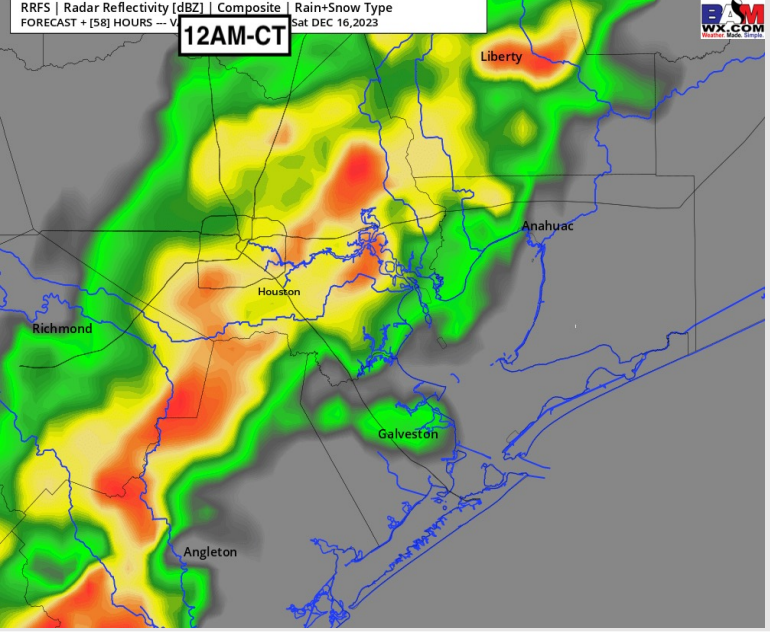 RRFS | Radar Reflectivity [dBZ] | Composite | Rain+Snow Type
FORECAST + [58] HOURS --- Sat DEC 16,2023
12AM-CT
BAM
WX.COM
Weather. Made. Simple.
Liberty
Anahuac
Houston
Richmond
Galveston
Angleton